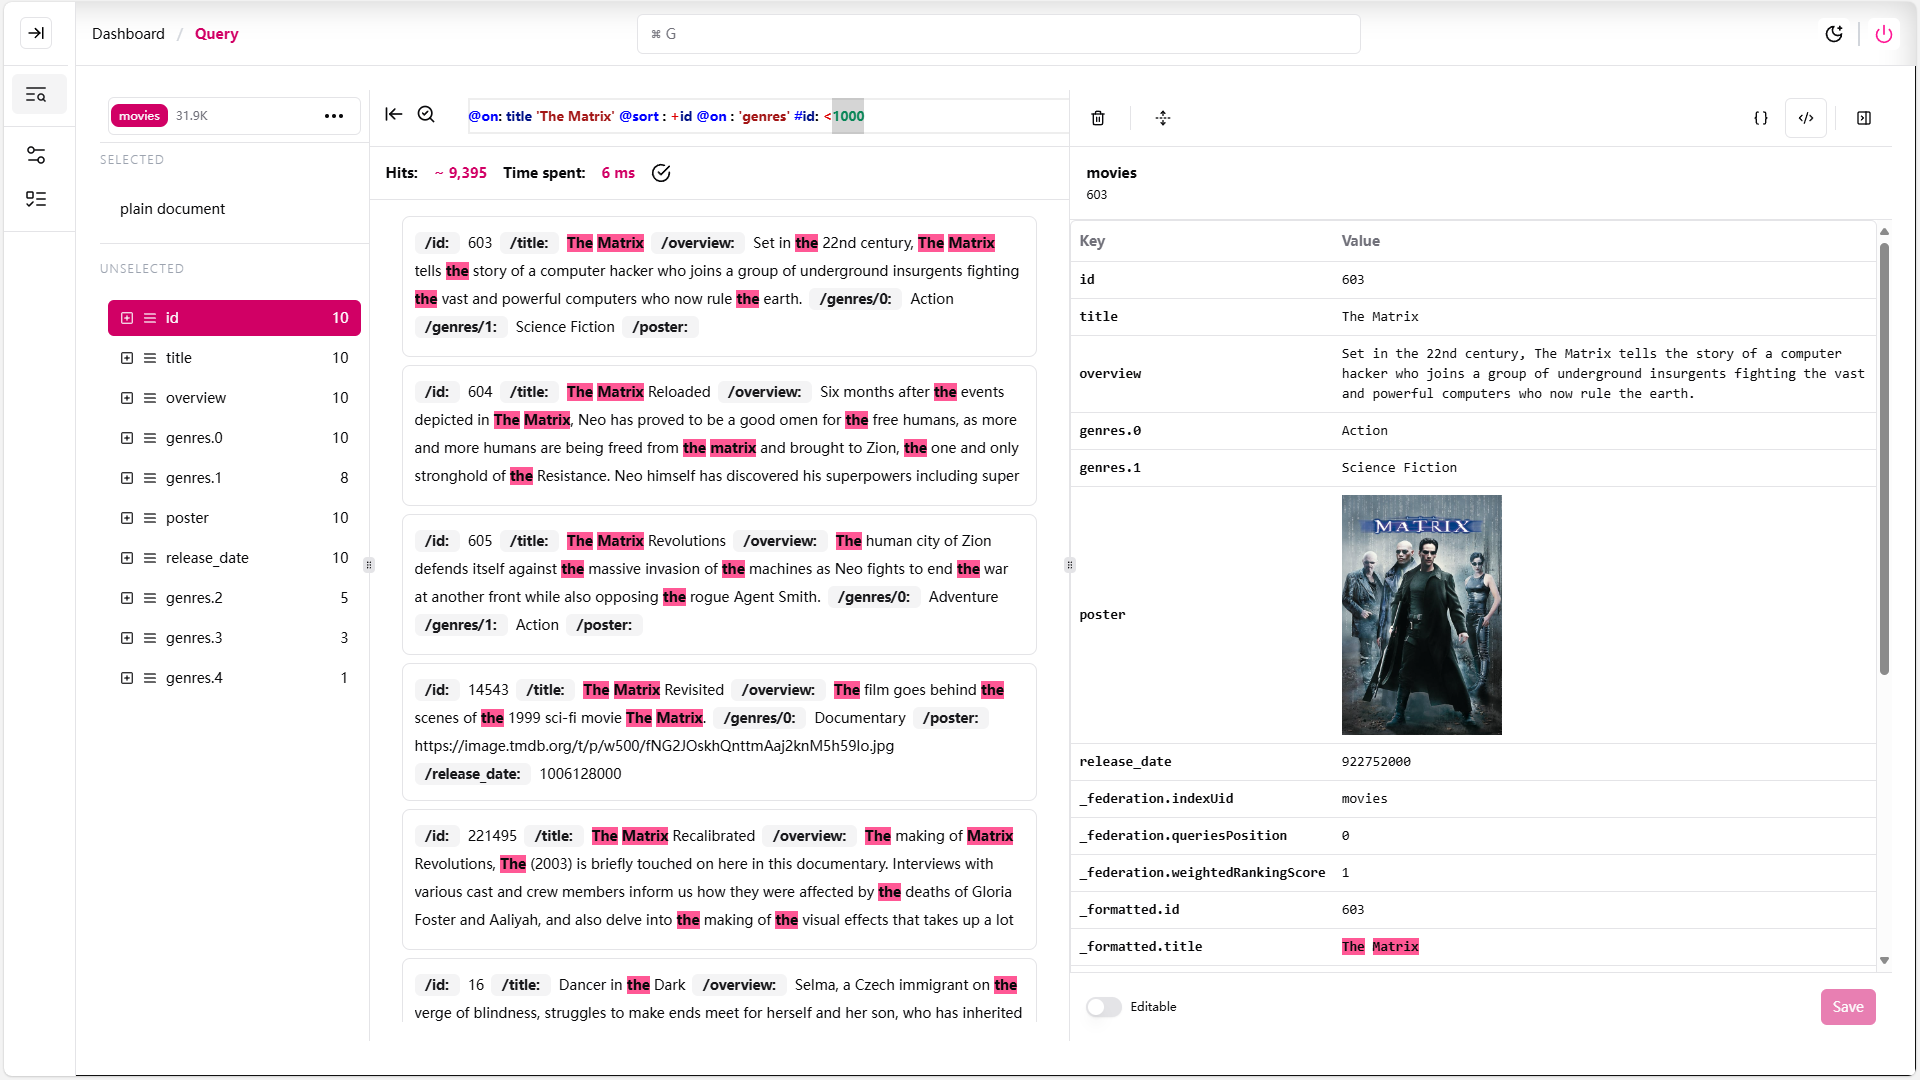 Dashboard / Query
⌘ G
movies 31.9K
SELECTED
plain document
UNSELECTED
id 10
title 10
overview 10
genres.0 10
genres.1 8
poster 10
release_date 10
genres.2 5
genres.3 3
genres.4 1
@on: title 'The Matrix' @sort : +id @on : 'genres' #id: <1000
Hits: ~ 9,395 Time spent: 6 ms
/id: 603 /title: The Matrix /overview: Set in the 22nd century, The Matrix
tells the story of a computer hacker who joins a group of underground insurgents fighting
the vast and powerful computers who now rule the earth. /genres/0: Action
/genres/1: Science Fiction /poster:
/id: 604 /title: The Matrix Reloaded /overview: Six months after the events
depicted in The Matrix, Neo has proved to be a good omen for the free humans, as more
and more humans are being freed from the matrix and brought to Zion, the one and only
stronghold of the Resistance. Neo himself has discovered his superpowers including super
/id: 605 /title: The Matrix Revolutions /overview: The human city of Zion
defends itself against the massive invasion of the machines as Neo fights to end the war
at another front while also opposing the rogue Agent Smith. /genres/0: Adventure
/genres/1: Action /poster:
/id: 14543 /title: The Matrix Revisited /overview: The film goes behind the
scenes of the 1999 sci-fi movie The Matrix. /genres/0: Documentary /poster:
https://image.tmdb.org/t/p/w500/fNG2JOskhQnttmAaj2knM5h59lo.jpg
/release_date: 1006128000
/id: 221495 /title: The Matrix Recalibrated /overview: The making of Matrix
Revolutions, The (2003) is briefly touched on here in this documentary. Interviews with
various cast and crew members inform us how they were affected by the deaths of Gloria
Foster and Aaliyah, and also delve into the making of the visual effects that takes up a lot
/id: 16 /title: Dancer in the Dark /overview: Selma, a Czech immigrant on the
verge of blindness, struggles to make ends meet for herself and her son, who has inherited
movies
603
Key Value
id 603
title The Matrix
overview Set in the 22nd century, The Matrix tells the story of a computer
hacker who joins a group of underground insurgents fighting the vast
and powerful computers who now rule the earth.
genres.0 Action
genres.1 Science Fiction
poster
MATRIX
release_date 922752000
_federation.indexUid movies
_federation.queriesPosition 0
_federation.weightedRankingScore 1
_formatted.id 603
_formatted.title The Matrix
Editable
Save